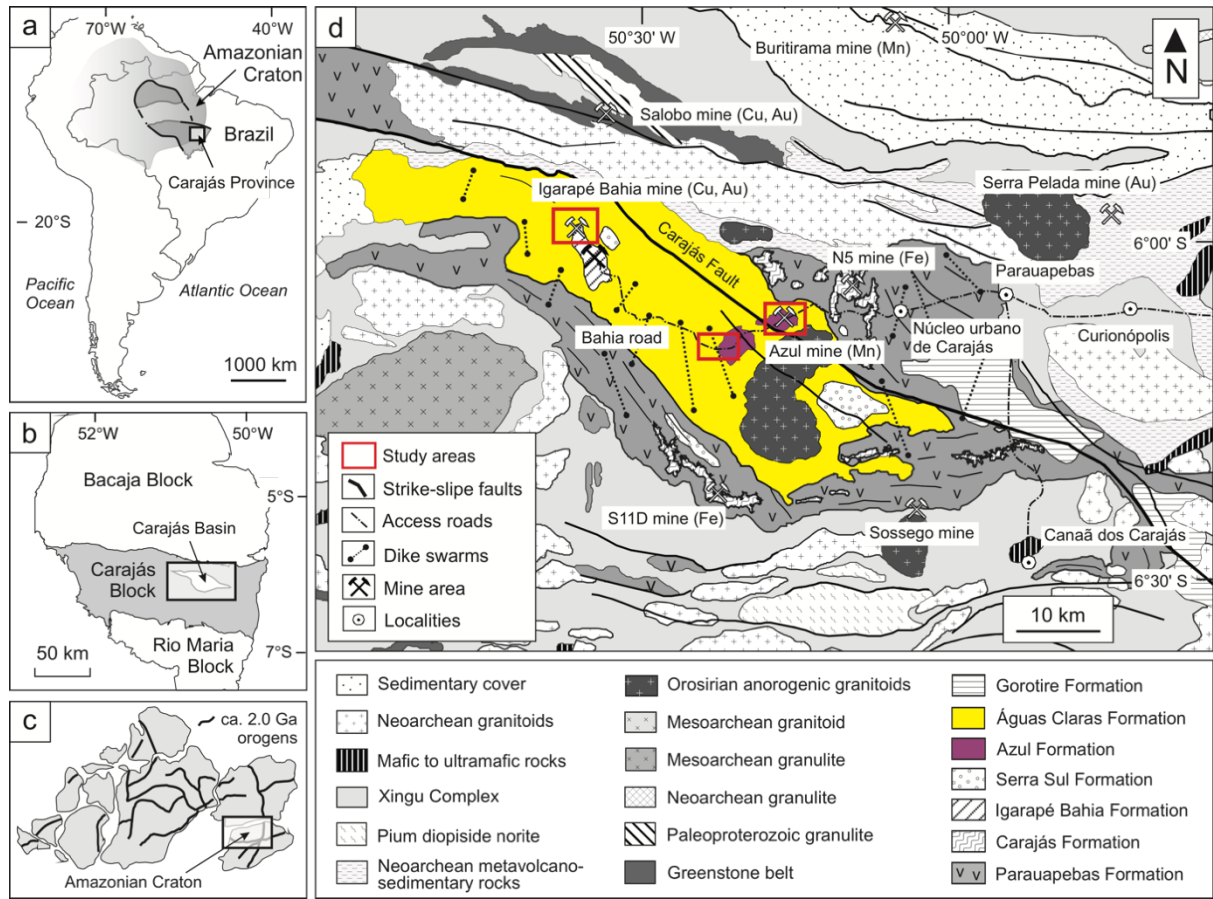 a
70°W
40°W
Amazonian
Craton
Brazil
Carajás Province
20°S
Pacific
Ocean
Atlantic Ocean
1000 km
b
52°W
50°W
Bacaja Block
5°S
Carajás Basin
Carajás
Block
Rio Maria
Block
50 km
7°S
c
ca. 2.0 Ga
orogens
Amazonian Craton
d
50°30' W
50°00' W
N
Buritirama mine (Mn)
Salobo mine (Cu, Au)
Igarapé Bahia mine (Cu, Au)
Serra Pelada mine (Au)
6°00' S
Carajás Fault
N5 mine (Fe)
Parauapebas
Bahia road
Azul mine (Mn)
Núcleo urbano
de Carajás
Curionópolis
S11D mine (Fe)
Sossego mine
Canaã dos Carajás
6°30' S
10 km
Study areas
Strike-slipe faults
Access roads
Dike swarms
Mine area
Localities
Sedimentary cover
Neoarchean granitoids
Mafic to ultramafic rocks
Xingu Complex
Pium diopiside norite
Neoarchean metavolcano-
sedimentary rocks
Orosirian anorogenic granitoids
Mesoarchean granitoid
Mesoarchean granulite
Neoarchean granulite
Paleoproterozoic granulite
Greenstone belt
Gorotire Formation
Águas Claras Formation
Azul Formation
Serra Sul Formation
Igarapé Bahia Formation
Carajás Formation
Parauapebas Formation